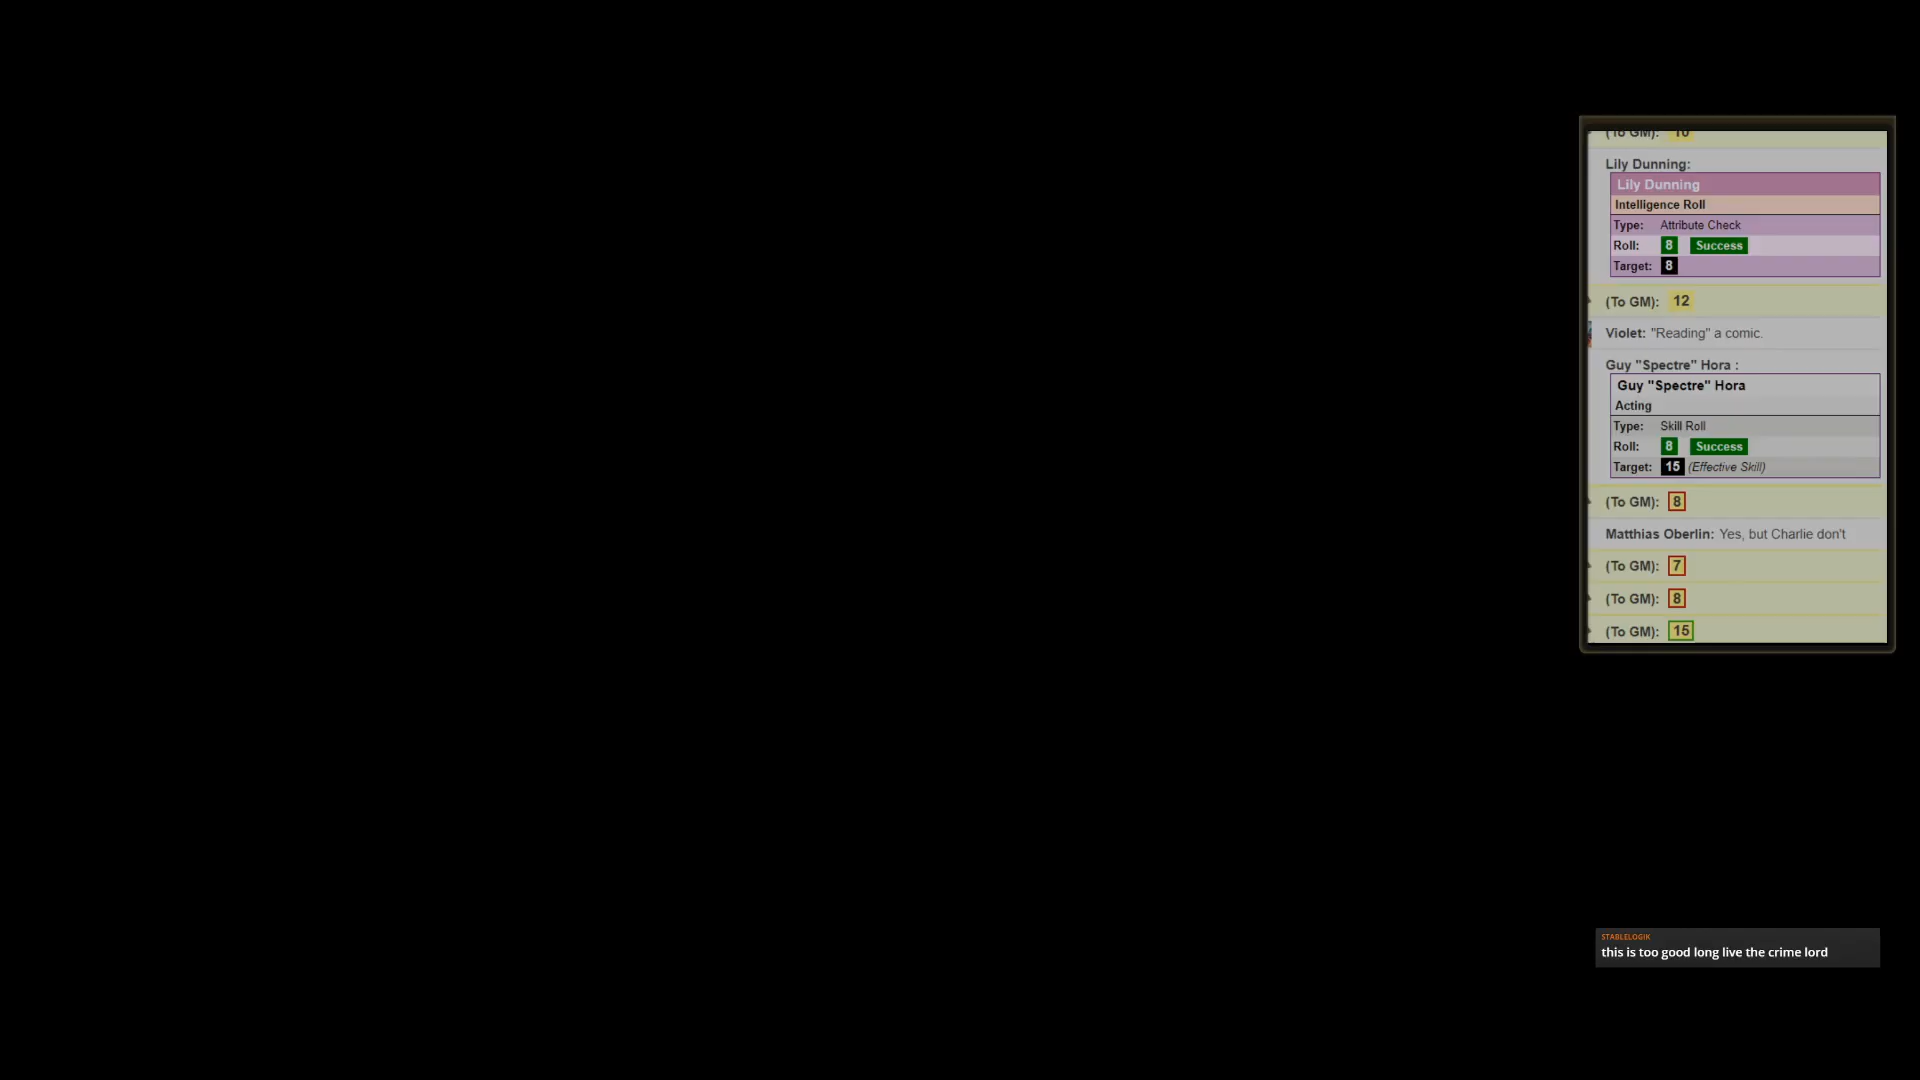 (To GM): 10
Lily Dunning:
Lily Dunning
Intelligence Roll
Type: Attribute Check
Roll: 8 Success
Target: 8
(To GM): 12
Violet: "Reading" a comic.
Guy "Spectre" Hora :
Guy "Spectre" Hora
Acting
Type: Skill Roll
Roll: 8 Success
Target: 15 (Effective Skill)
(To GM): 8
Matthias Oberlin: Yes, but Charlie don't
(To GM): 7
(To GM): 8
(To GM): 15
STABLELOGIK
this is too good long live the crime lord